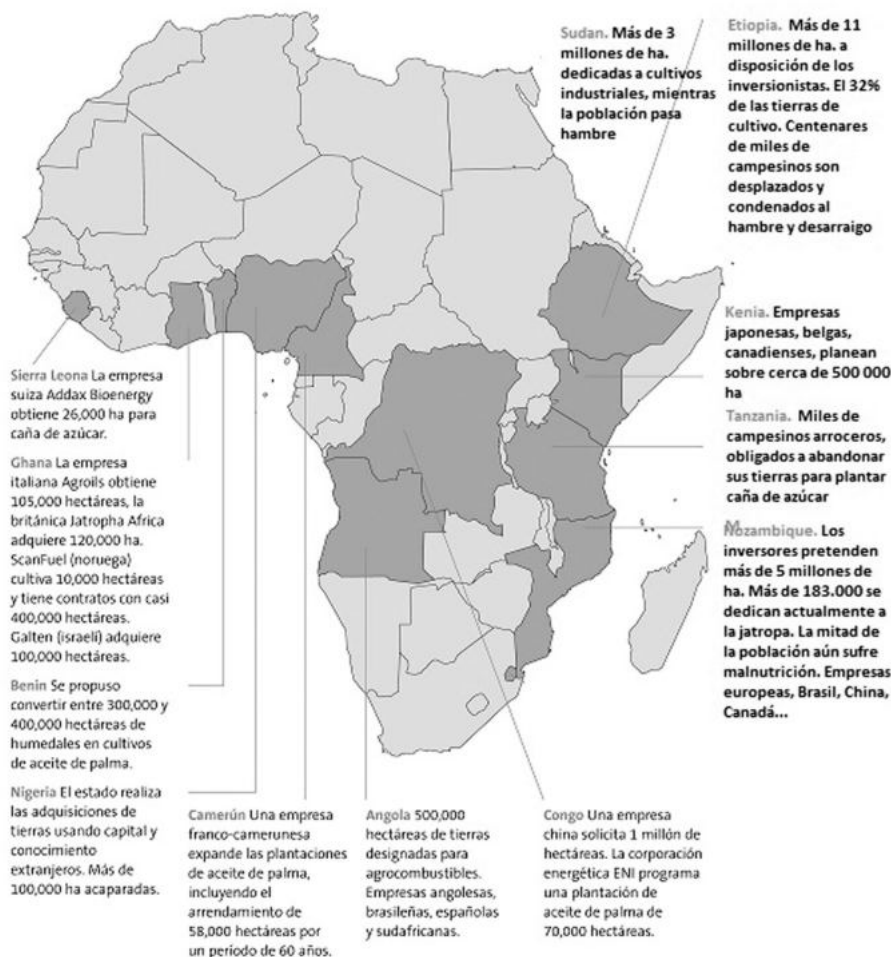 Sudan. Más de 3
millones de ha.
dedicadas a cultivos
industriales, mientras
la población pasa
hambre
Etiopia. Más de 11
millones de ha. a
disposición de los
inversionistas. El 32%
de las tierras de
cultivo. Centenares
de miles de
campesinos son
desplazados y
condenados al
hambre y desarraigo
Kenia. Empresas
japonesas, belgas,
canadienses, planean
sobre cerca de 500 000
ha
Tanzania. Miles de
campesinos arroceros,
obligados a abandonar
sus tierras para plantar
caña de azúcar
M
Nozambique. Los
inversores pretenden
más de 5 millones de
ha. Más de 183.000 se
dedican actualmente a
la jatropa. La mitad de
la población aún sufre
malnutrición. Empresas
europeas, Brasil, China,
Canadá...
Sierra Leona La empresa
suiza Addax Bioenergy
obtiene 26,000 ha para
caña de azúcar.
Ghana La empresa
italiana Agroils obtiene
105,000 hectáreas, la
británica Jatropha Africa
adquiere 120,000 ha.
ScanFuel (noruega)
cultiva 10,000 hectáreas
y tiene contratos con casi
400,000 hectáreas.
Galten (israelí) adquiere
100,000 hectáreas.
Benin Se propuso
convertir entre 300,000 y
400,000 hectáreas de
humedales en cultivos
de aceite de palma.
Nigeria El estado realiza
las adquisiciones de
tierras usando capital y
conocimiento
extranjeros. Más de
100,000 ha acaparadas.
Camerún Una empresa
franco-camerunesa
expande las plantaciones
de aceite de palma,
incluyendo el
arrendamiento de
58,000 hectáreas por
un período de 60 años.
Angola 500,000
hectáreas de tierras
designadas para
agrocombustibles.
Empresas angolesas,
brasileñas, españolas
y sudafricanas.
Congo Una empresa
china solicita 1 millón de
hectáreas. La corporación
energética ENI programa
una plantación de
aceite de palma de
70,000 hectáreas.